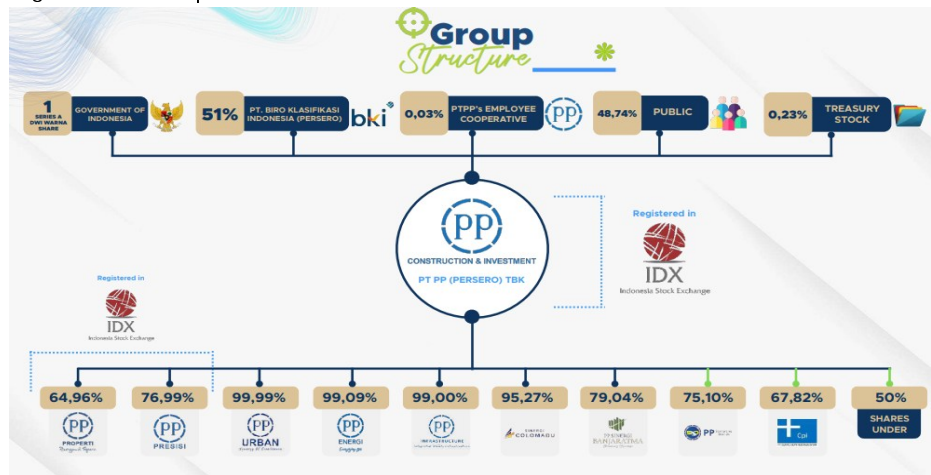 Group
Structure
1
SERIES A
DWI WARNA
SHARE
GOVERNMENT OF
INDONESIA
51%
PT. BIRO KLASIFIKASI
INDONESIA (PERSERO)
bki
0,03%
PTPP's EMPLOYEE
COOPERATIVE
PP
48,74%
PUBLIC
0,23%
TREASURY
STOCK
PP
CONSTRUCTION & INVESTMENT
PT PP (PERSERO) TBK
Registered in
IDX
Indonesia Stock Exchange
Registered in
IDX
Indonesia Stock Exchange
64,96%
76,99%
99,99%
99,09%
99,00%
95,27%
79,04%
75,10%
67,82%
50%
PP
PROPERTI
PP
PRESISI
PP
URBAN
PP
ENERGI
PP
INFRASTRUCTURE
COLOMADU
BANJARATMA
PP
Cpi
SHARES
UNDER